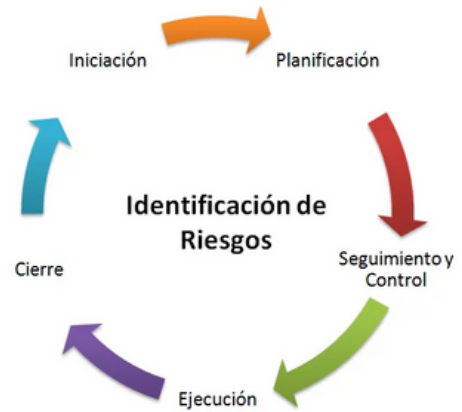 Iniciación
Planificación
Identificación de
Riesgos
Seguimiento y
Control
Cierre
Ejecución